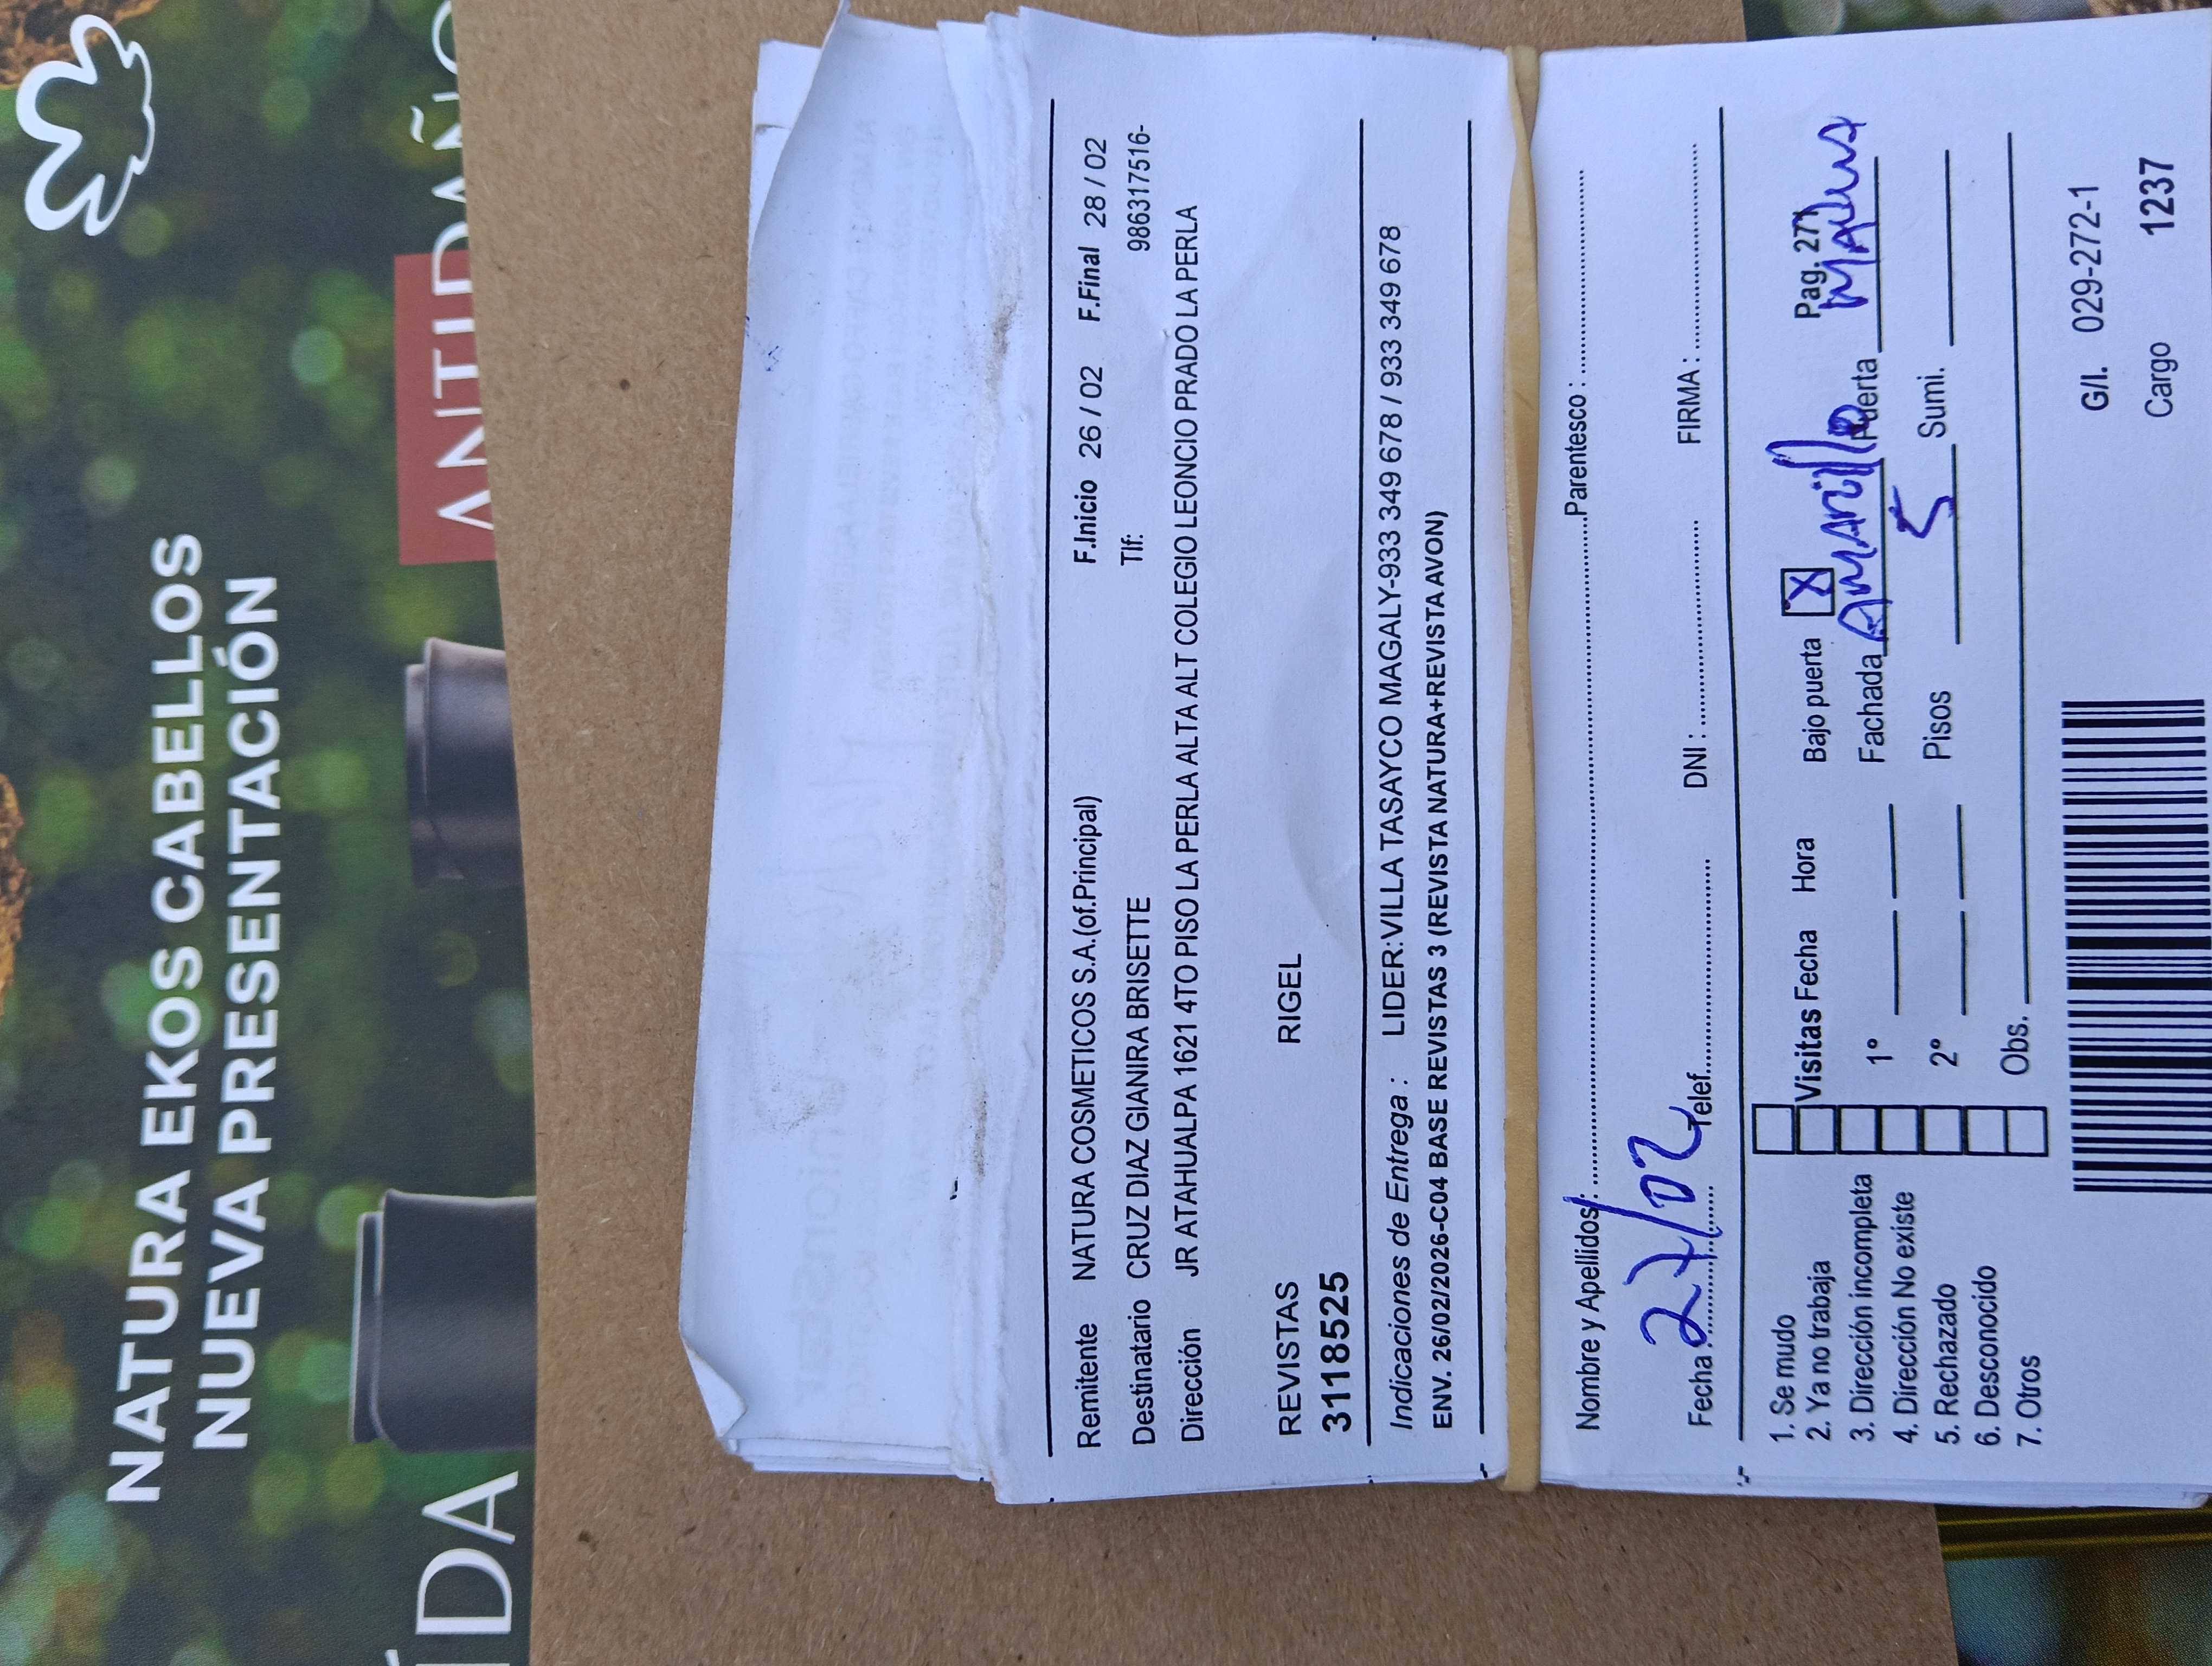 NATURA EKOS CABELLOS
NUEVA PRESENTACIÓN
ÍDA
ANTIDAÑO
Remitente NATURA COSMETICOS S.A.(of.Principal) F.Inicio 26 / 02 F.Final 28 / 02
Destinatario CRUZ DIAZ GIANIRA BRISETTE Tlf: 986317516-
Dirección JR ATAHUALPA 1621 4TO PISO LA PERLA ALTA ALT COLEGIO LEONCIO PRADO LA PERLA
REVISTAS RIGEL
3118525
Indicaciones de Entrega : LIDER:VILLA TASAYCO MAGALY-933 349 678 / 933 349 678
ENV. 26/02/2026-C04 BASE REVISTAS 3 (REVISTA NATURA+REVISTA AVON)
Nombre y Apellidos: Parentesco :
Fecha: 27/02 Telef. DNI : FIRMA :
1. Se mudo
2. Ya no trabaja
3. Dirección incompleta
4. Dirección No existe
5. Rechazado
6. Desconocido
7. Otros
Visitas Fecha Hora Bajo puerta X Pag. 271
1° Fachada Amarillo Puerta Madera
2° Pisos 5 Sumi.
Obs.
G/I. 029-272-1
Cargo 1237